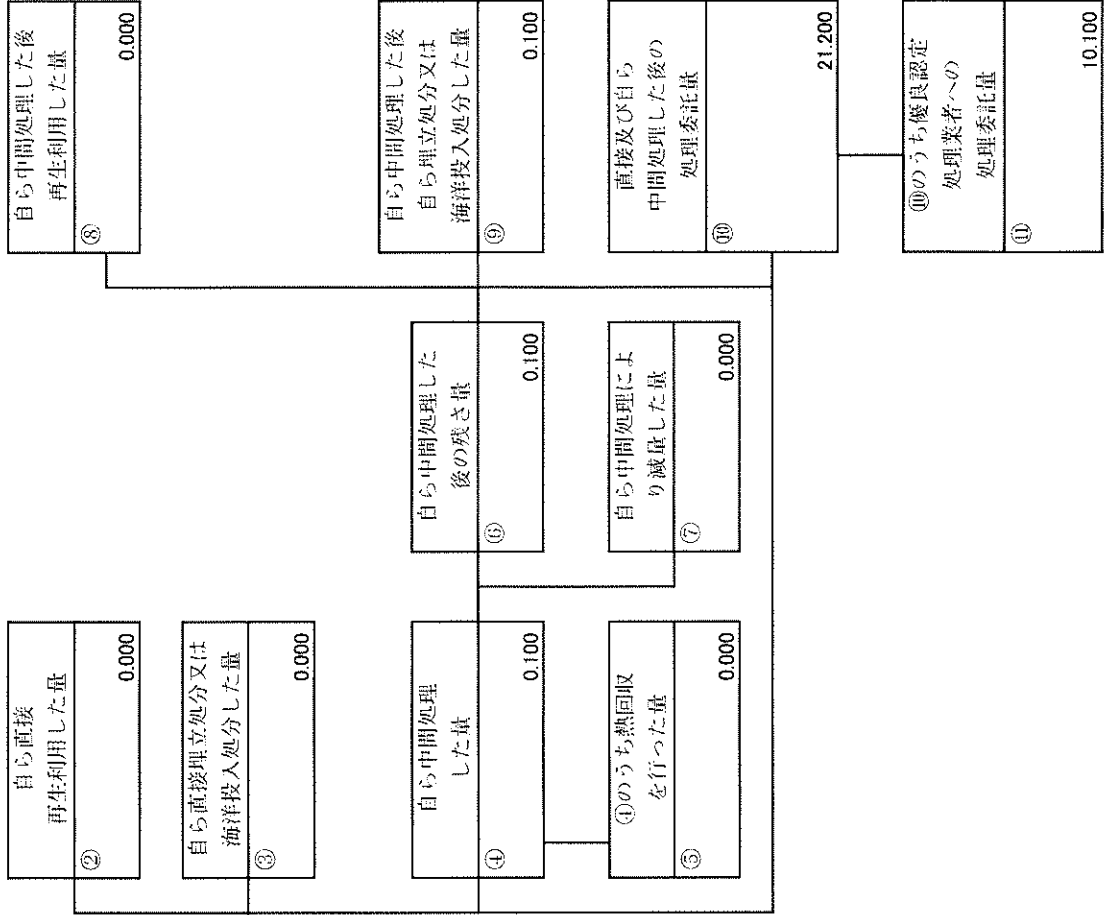 自ら直接
再生利用した量
②
0.000
自ら直接埋立処分又は
海洋投入処分した量
③
0.000
自ら中間処理
した量
④
0.100
④のうち熱回収
を行った量
⑤
0.000
自ら中間処理した
後の残さ量
⑥
0.100
自ら中間処理によ
り減量した量
⑦
0.000
自ら中間処理した後
再生利用した量
⑧
0.000
自ら中間処理した後
自ら埋立処分又は
海洋投入処分した量
⑨
0.100
直接及び自ら
中間処理した後の
処理委託量
⑩
21.200
⑩のうち優良認定
処理業者への
処理委託量
⑪
10.100